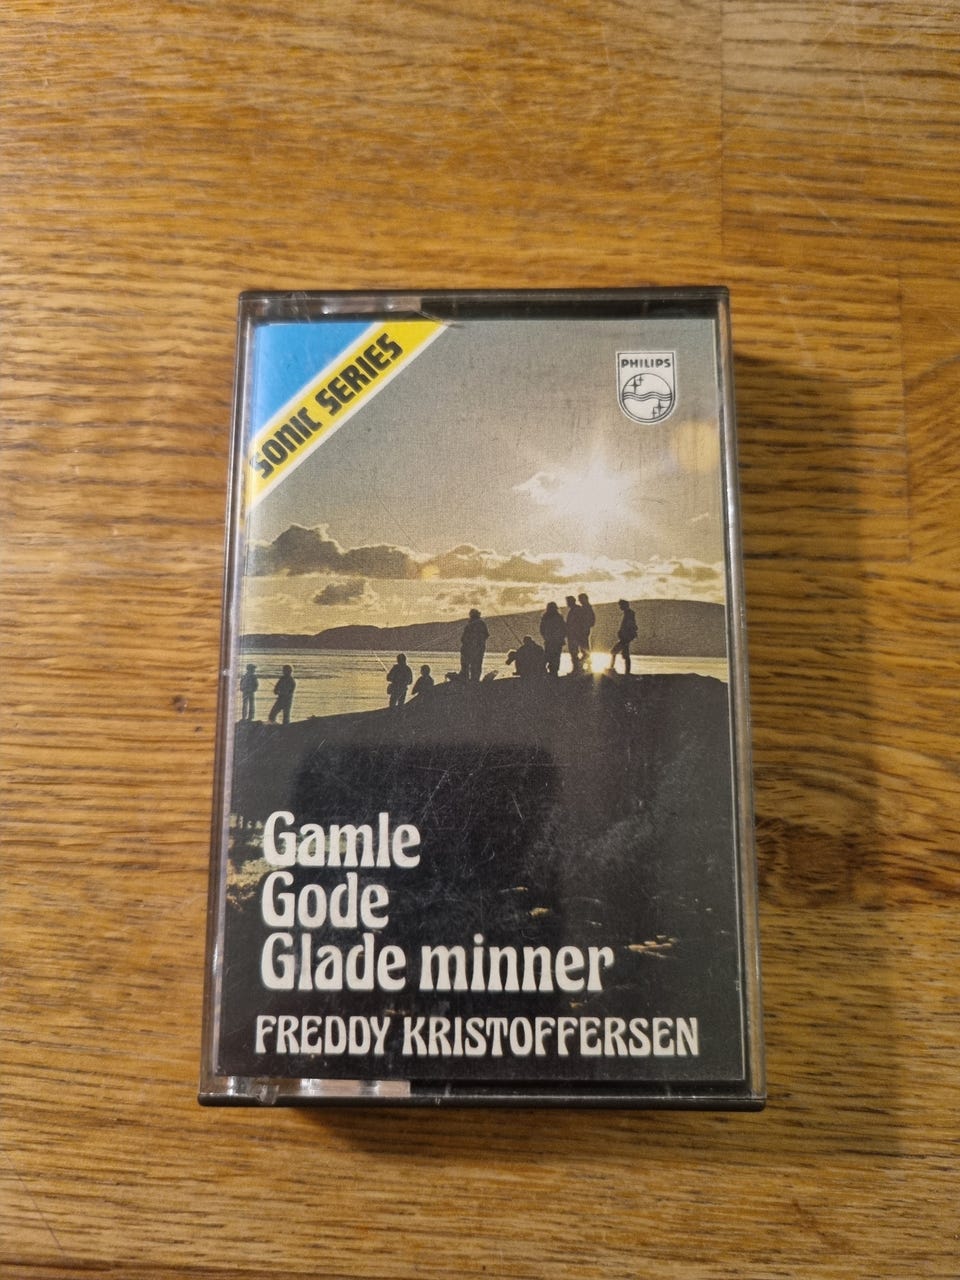 SONIC SERIES
PHILIPS
Gamle
Gode
Glade minner
FREDDY KRISTOFFERSEN